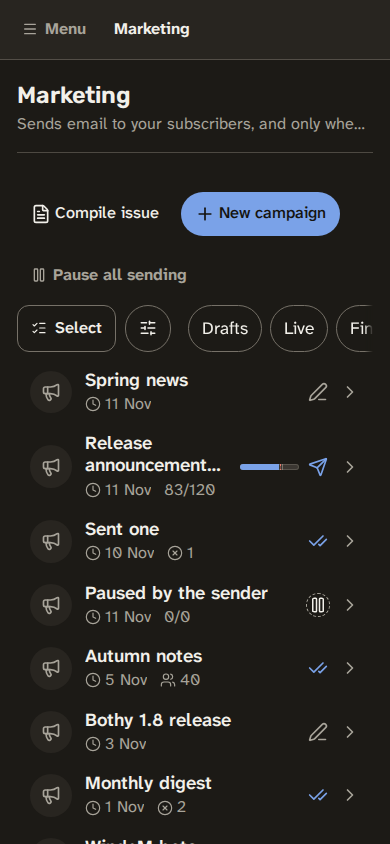 Menu Marketing
Marketing
Sends email to your subscribers, and only whe...
Compile issue New campaign
Pause all sending
Select Drafts Live Fin
Spring news
11 Nov
Release
announcement...
11 Nov 83/120
Sent one
10 Nov 1
Paused by the sender
11 Nov 0/0
Autumn notes
5 Nov 40
Bothy 1.8 release
3 Nov
Monthly digest
1 Nov 2